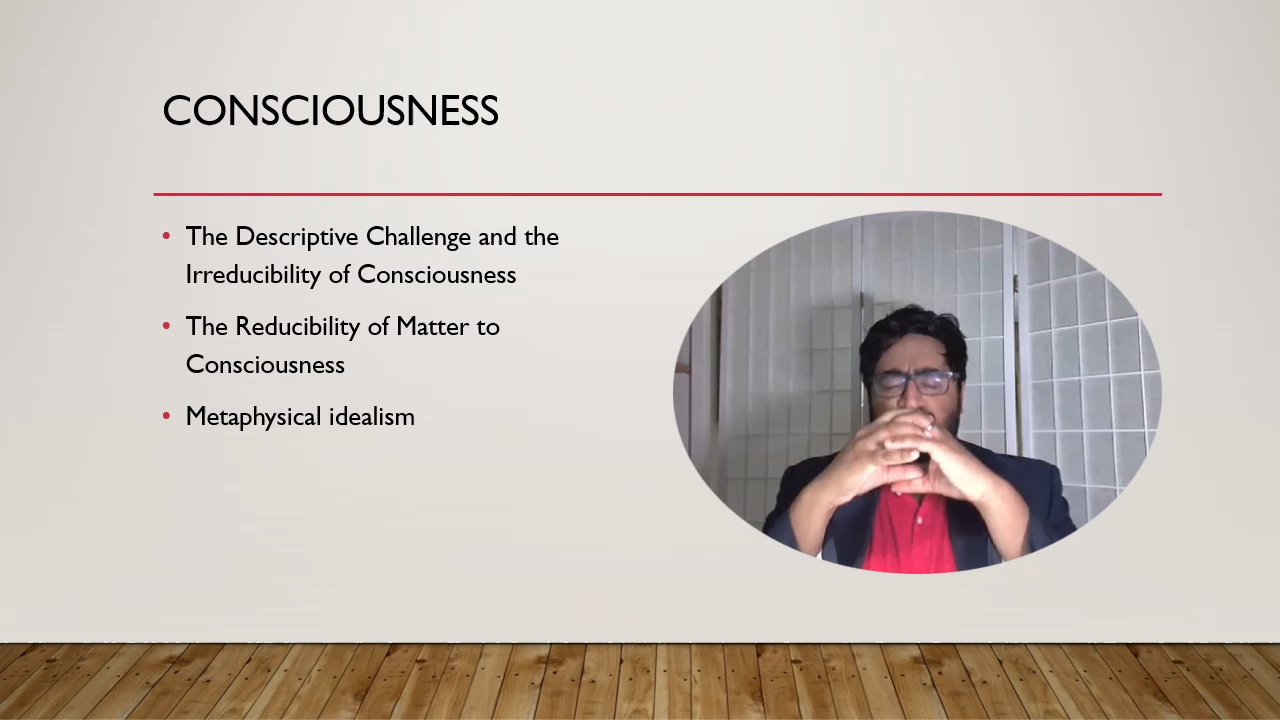 CONSCIOUSNESS
• The Descriptive Challenge and the
Irreducibility of Consciousness
• The Reducibility of Matter to
Consciousness
• Metaphysical idealism